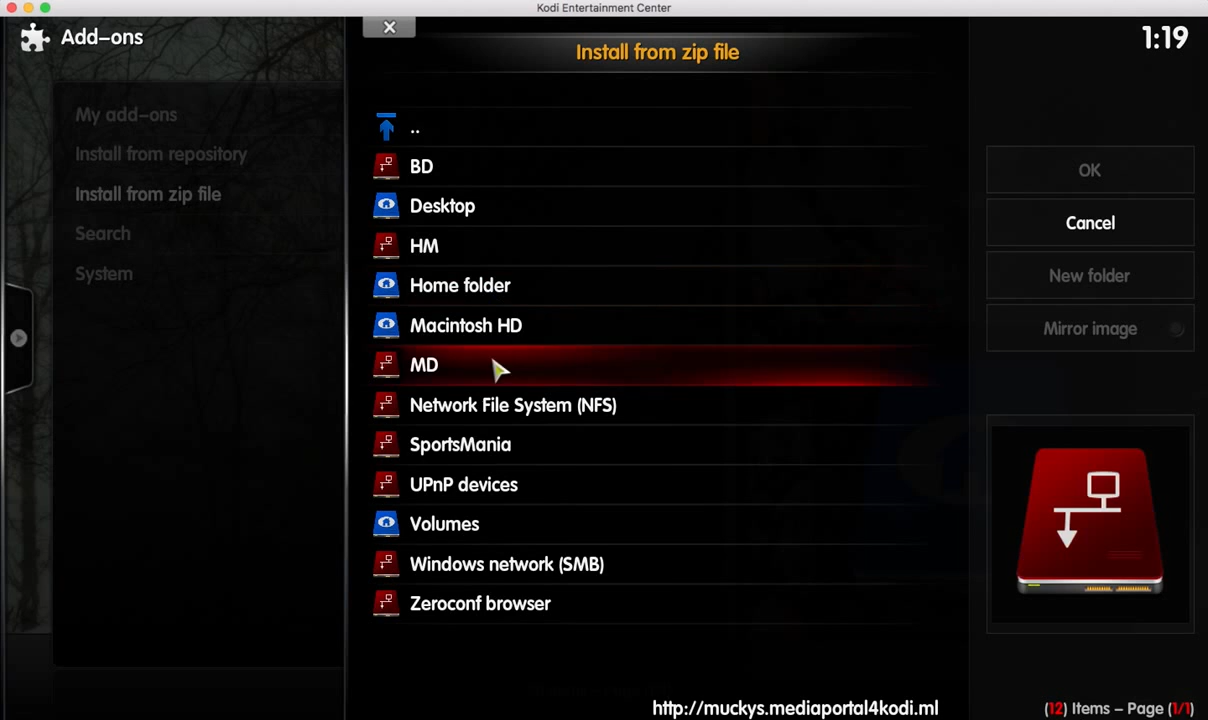 Kodi Entertainment Center
Add-ons
Install from zip file
1:19
My add-ons
Install from repository
Install from zip file
Search
System
..
BD
Desktop
HM
Home folder
Macintosh HD
MD
Network File System (NFS)
SportsMania
UPnP devices
Volumes
Windows network (SMB)
Zeroconf browser
OK
Cancel
New folder
Mirror image
http://muckys.mediaportal4kodi.ml
(12) Items - Page (1/1)